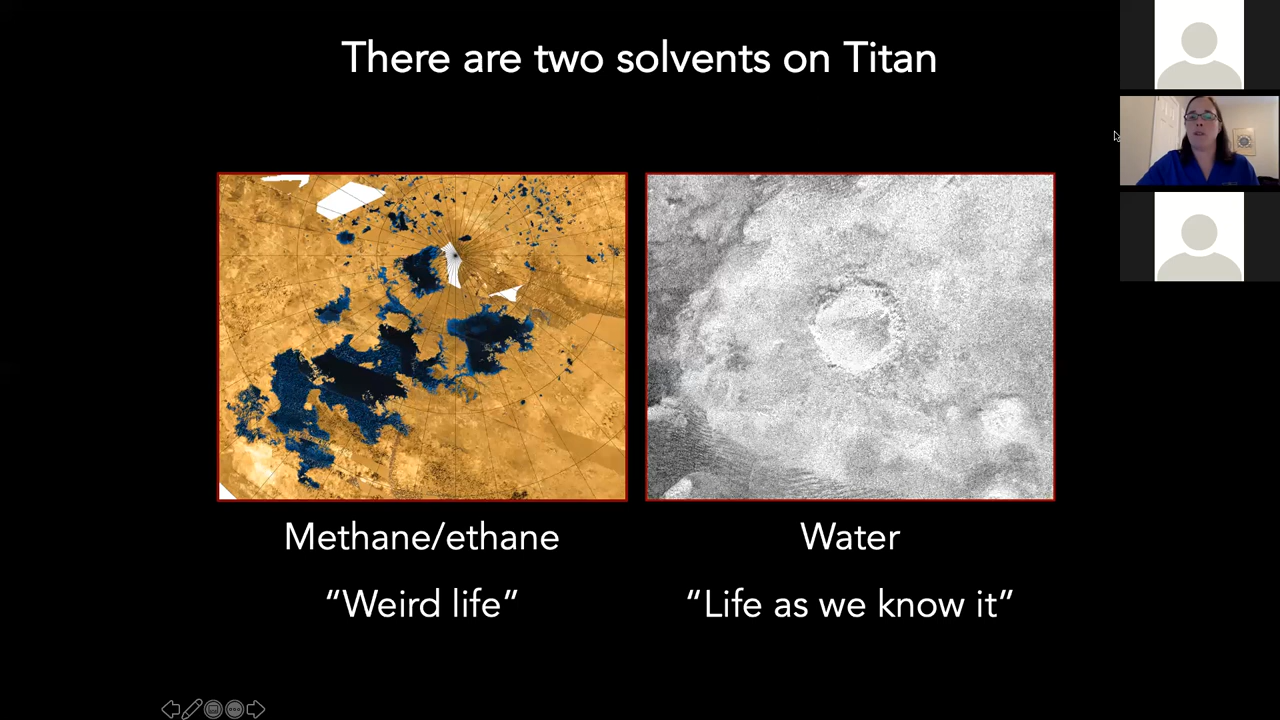 There are two solvents on Titan
Methane/ethane
Water
“Weird life”
“Life as we know it”